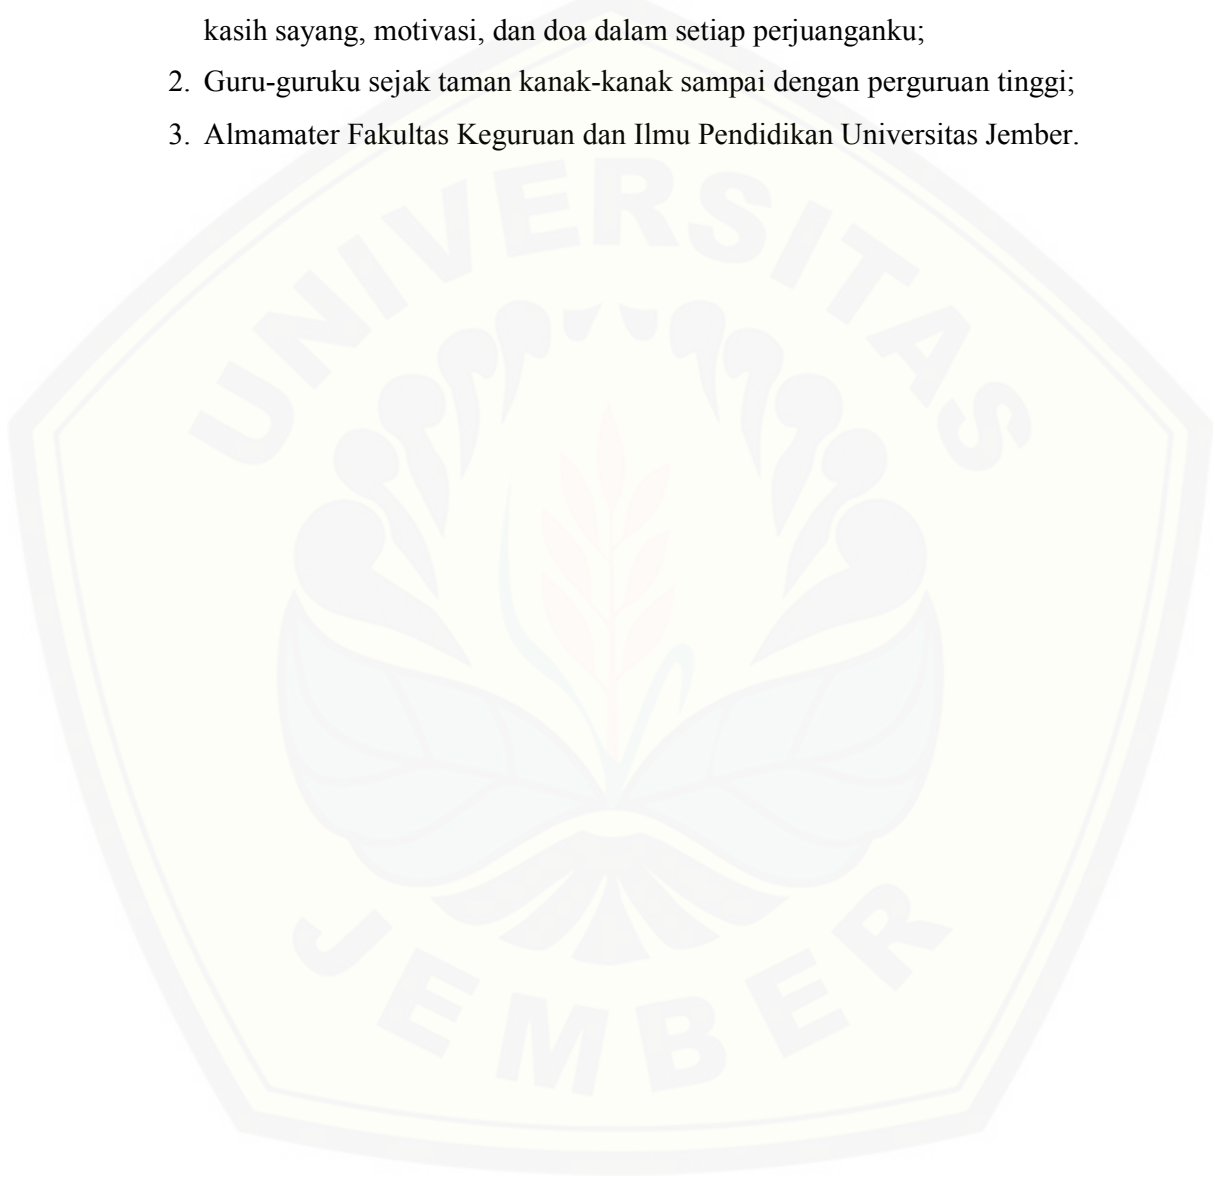 kasih sayang, motivasi, dan doa dalam setiap perjuanganku;
2. Guru-guruku sejak taman kanak-kanak sampai dengan perguruan tinggi;
3. Almamater Fakultas Keguruan dan Ilmu Pendidikan Universitas Jember.
UNIVERSITAS
JEMBER